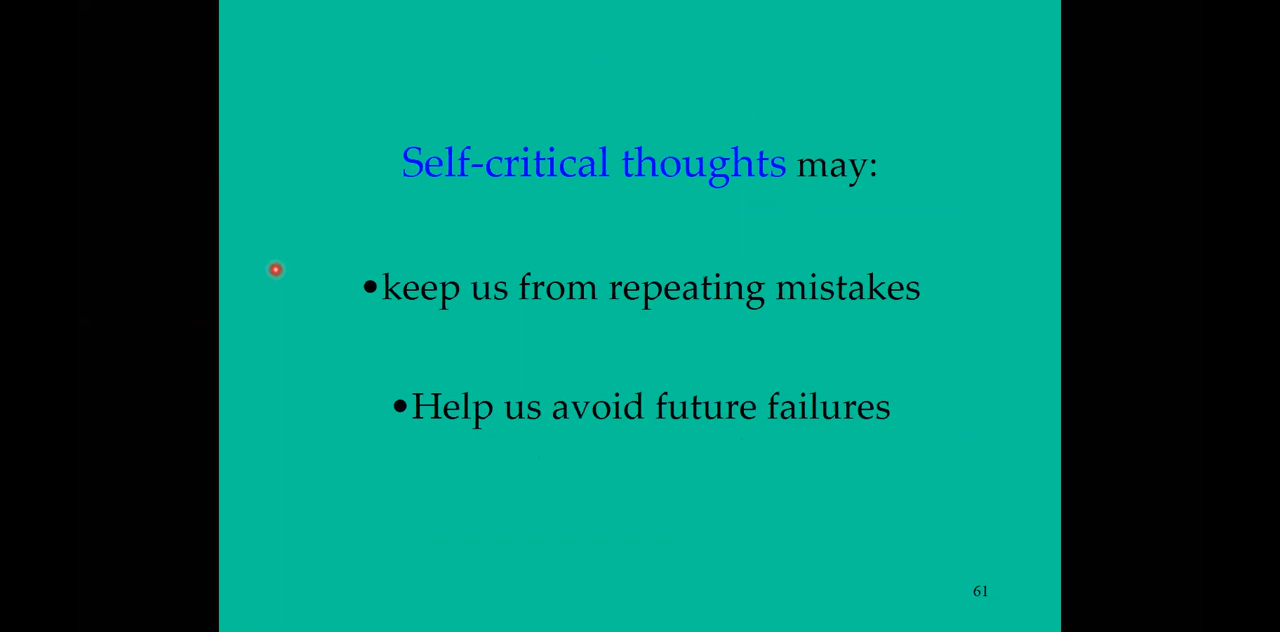 Self-critical thoughts may:
•keep us from repeating mistakes
•Help us avoid future failures
61